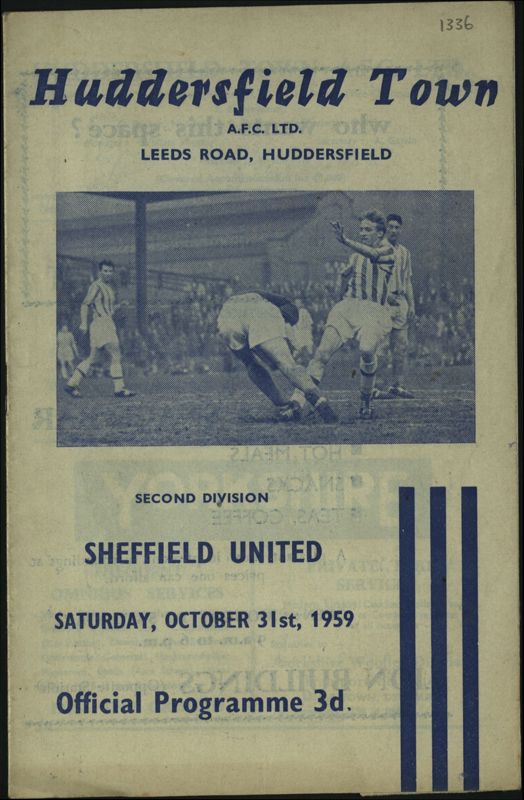 1336
Huddersfield Town
A.F.C. LTD.
LEEDS ROAD, HUDDERSFIELD
SECOND DIVISION
SHEFFIELD UNITED
SATURDAY, OCTOBER 31st, 1959
Official Programme 3d.